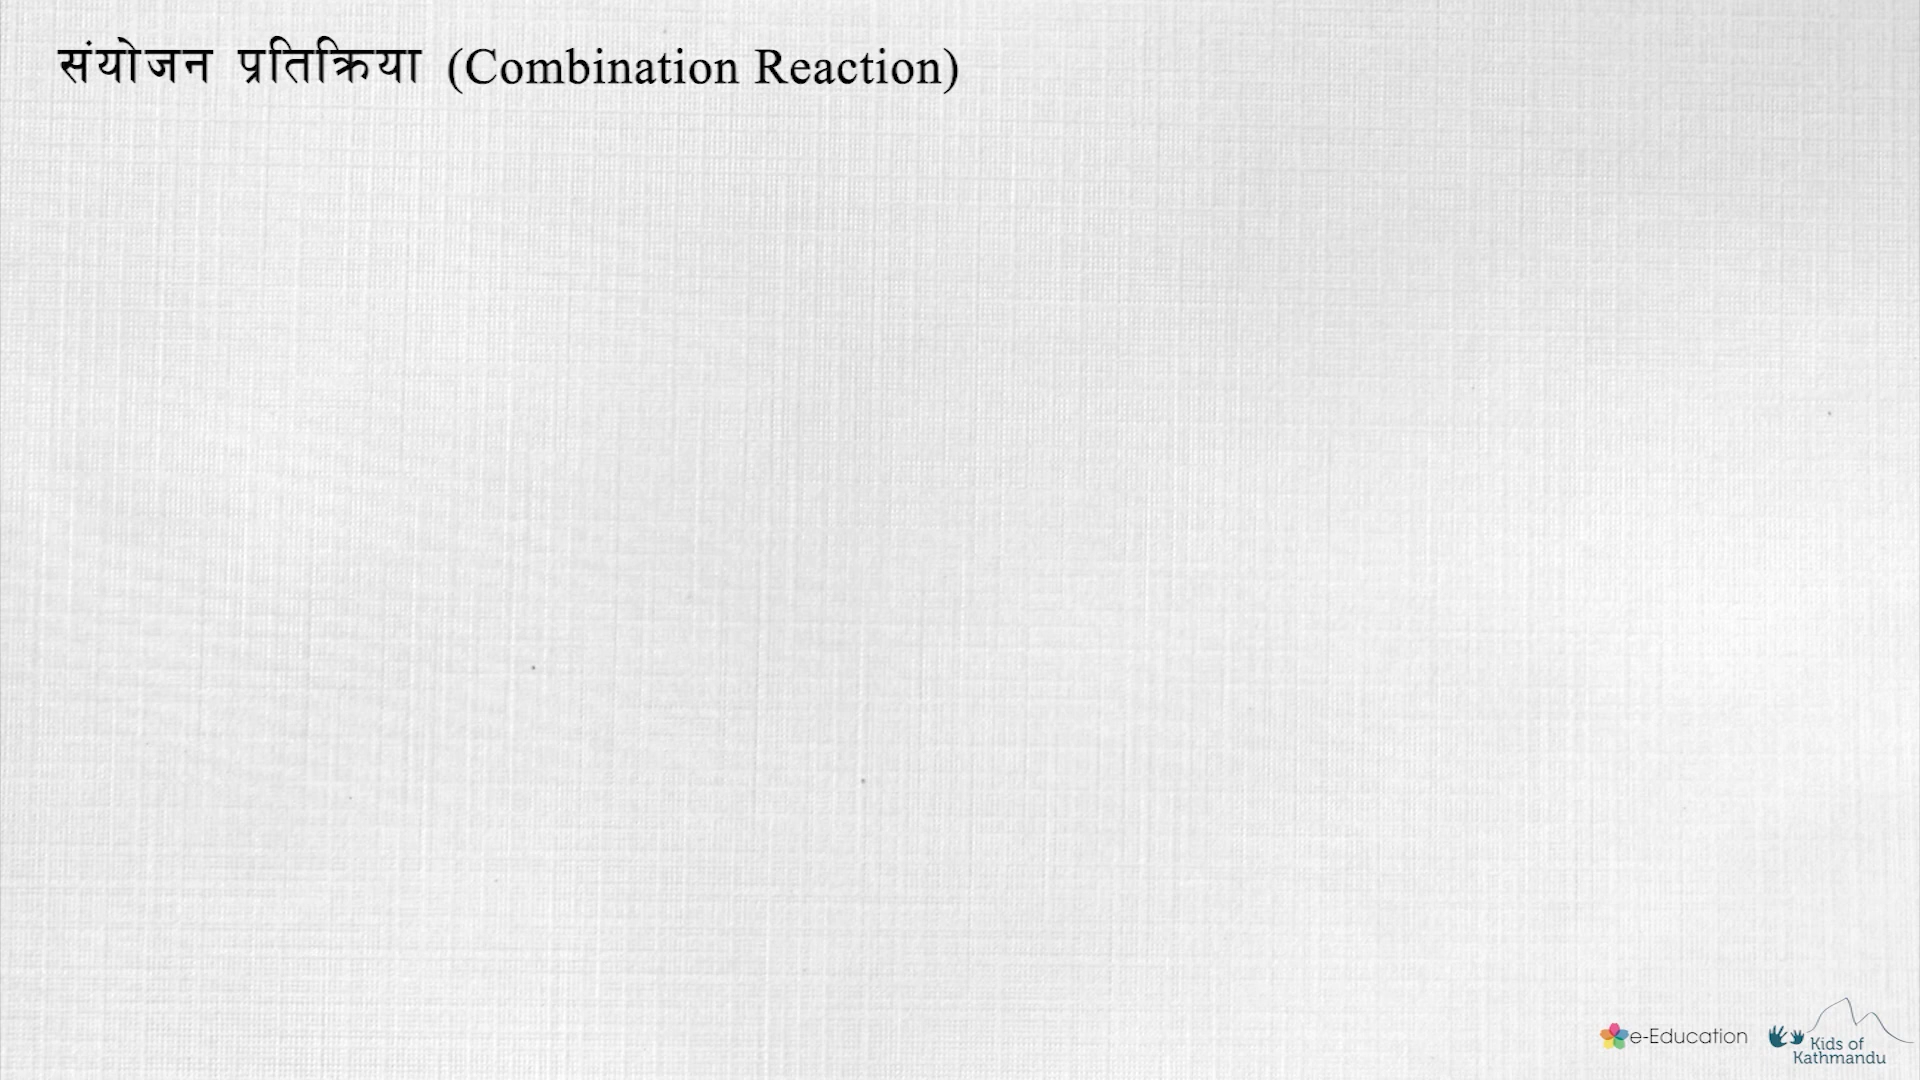 संयोजन प्रतिक्रिया (Combination Reaction)
e-Education
Kids of
Kathmandu